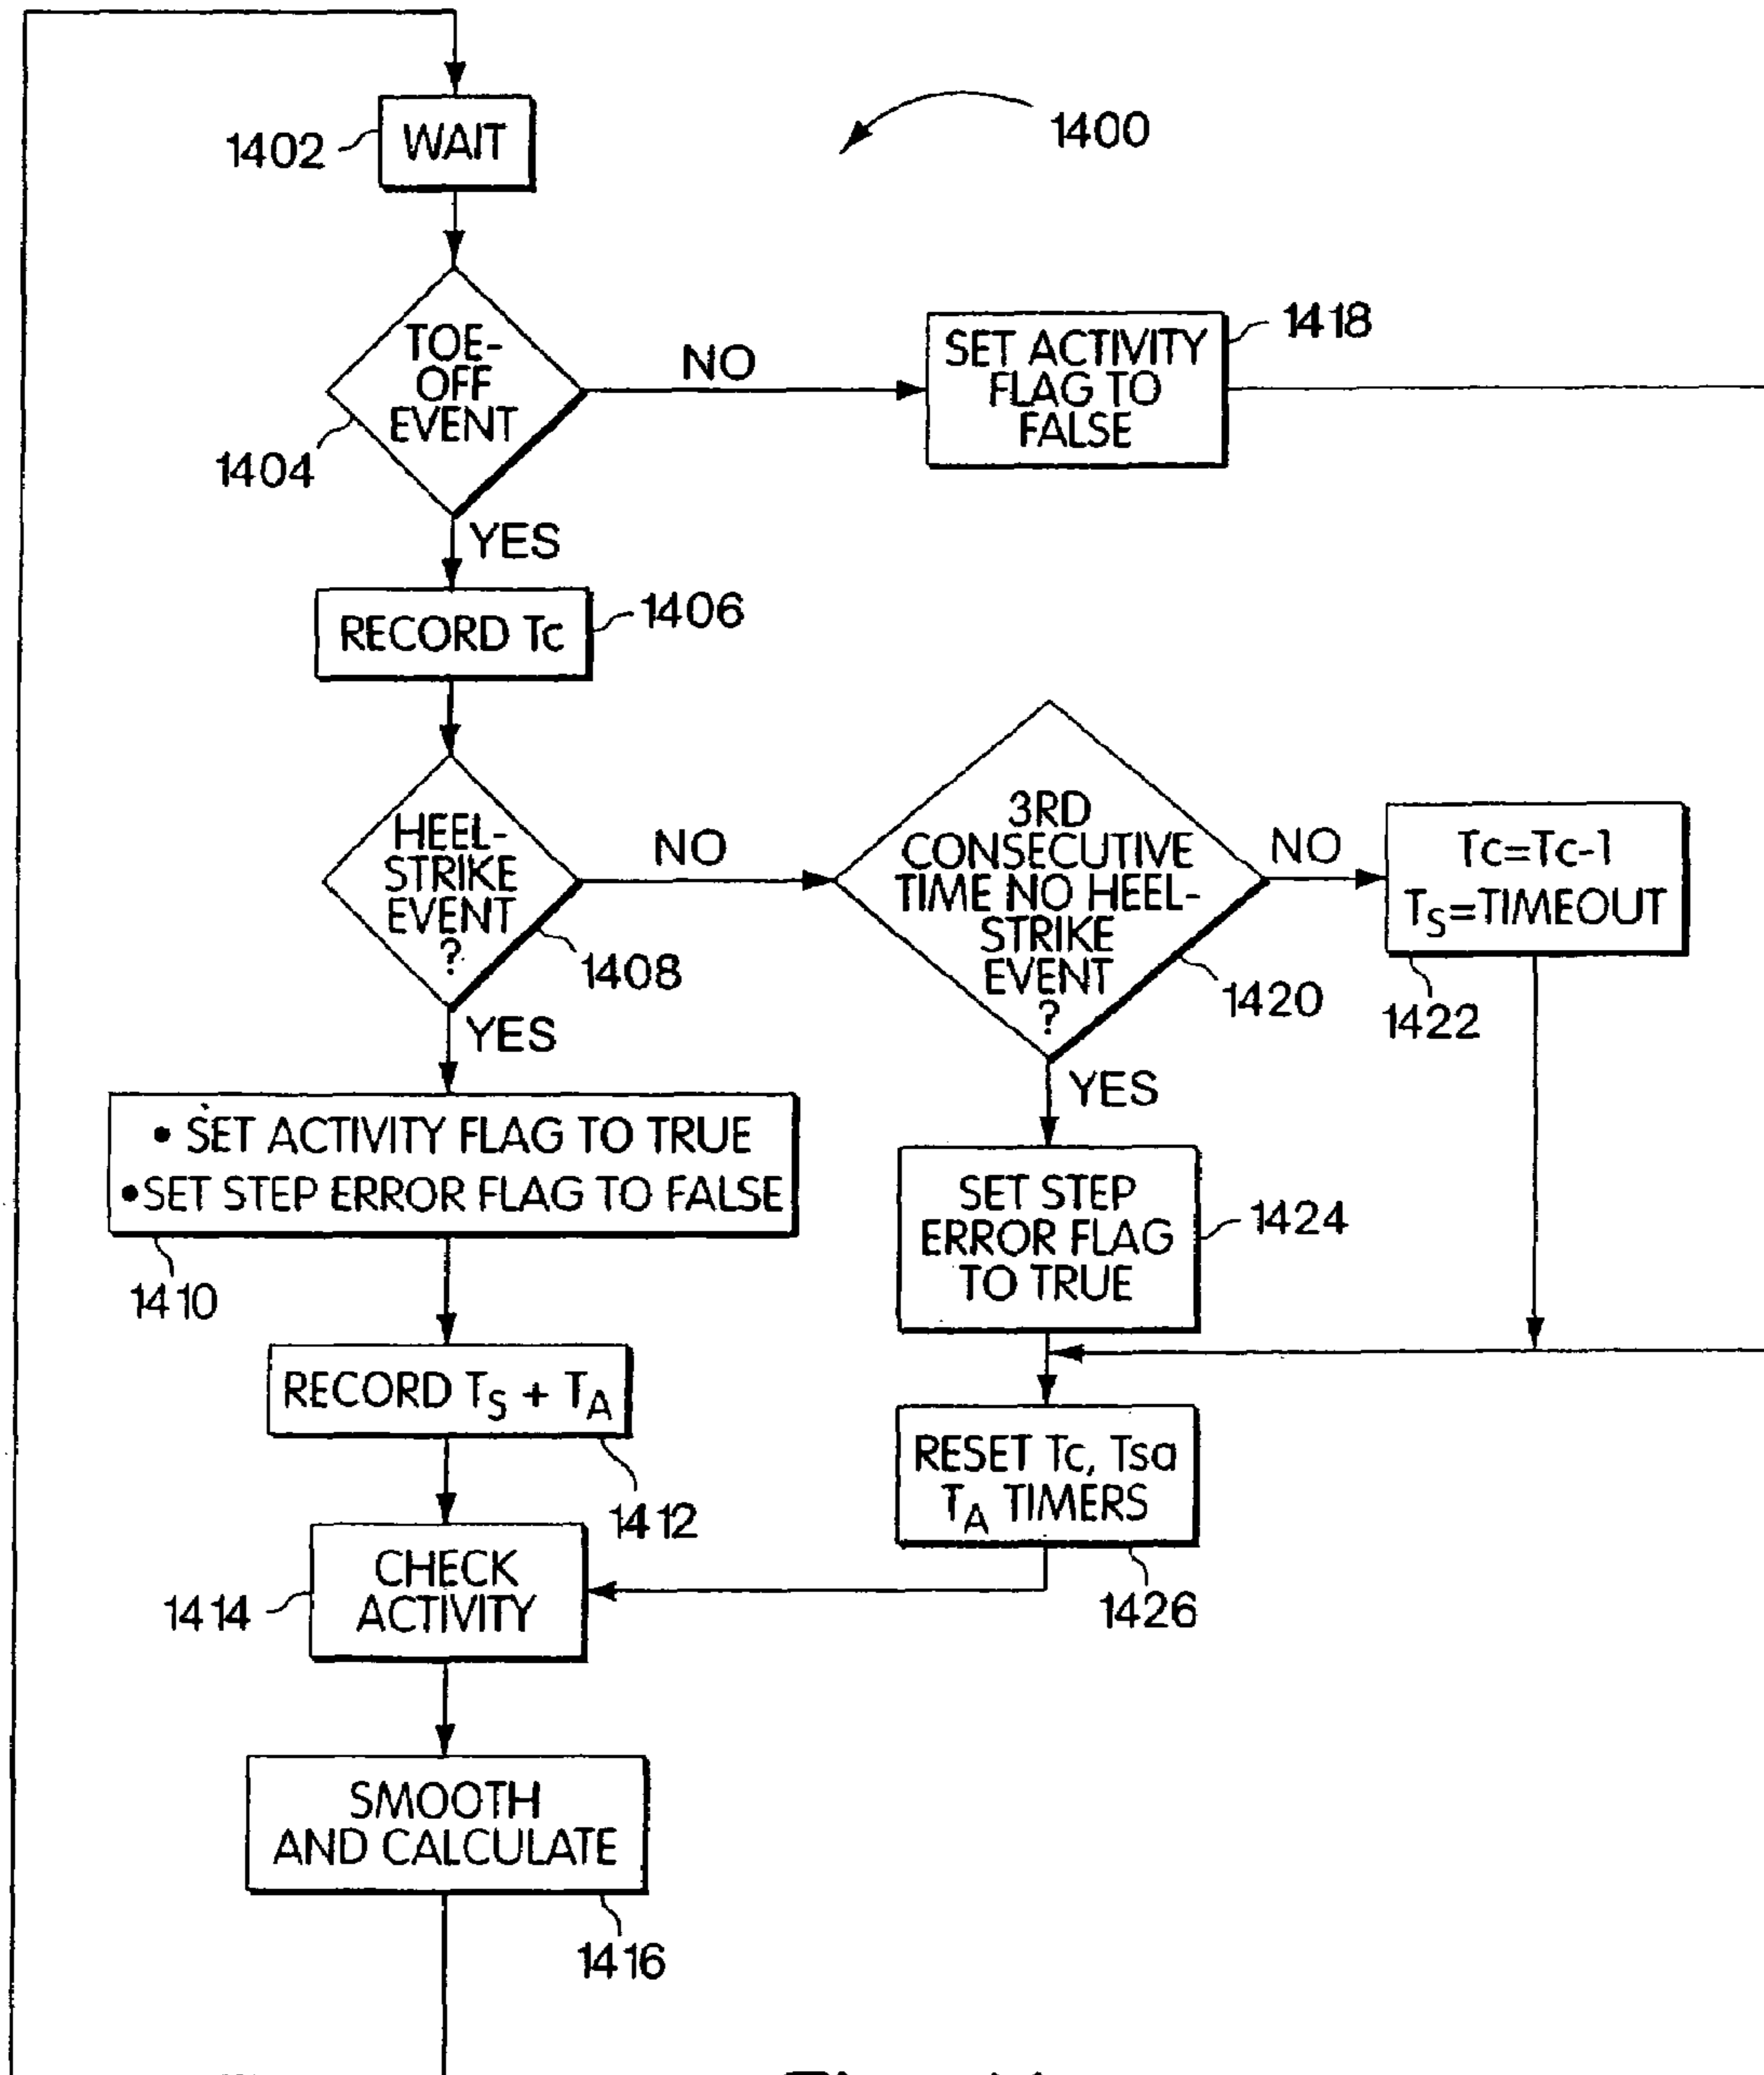 1400
WAIT
1402
TOE-
OFF
EVENT
1404
NO
SET ACTIVITY
FLAG TO
FALSE
1418
YES
RECORD Tc
1406
HEEL-
STRIKE
EVENT
?
1408
NO
3RD
CONSECUTIVE
TIME NO HEEL-
STRIKE
EVENT
?
1420
NO
Tc=Tc-1
TS=TIMEOUT
1422
YES
• SET ACTIVITY FLAG TO TRUE
• SET STEP ERROR FLAG TO FALSE
1410
YES
SET STEP
ERROR FLAG
TO TRUE
1424
RECORD TS + TA
1412
RESET Tc, Tsa
TA TIMERS
1426
CHECK
ACTIVITY
1414
SMOOTH
AND CALCULATE
1416